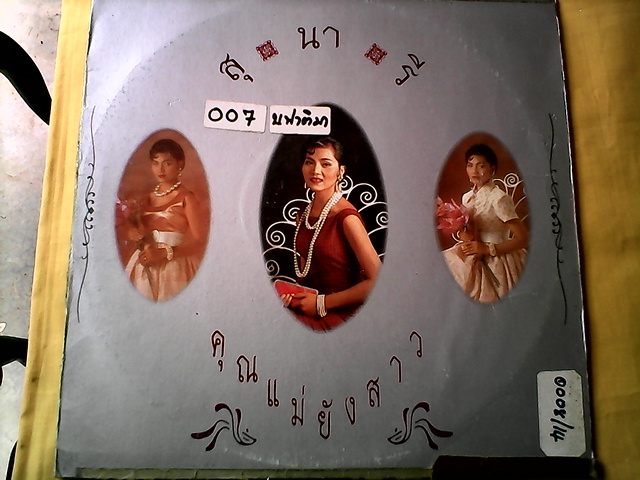 สุ นา รี
007
คุณแม่ยังสาว